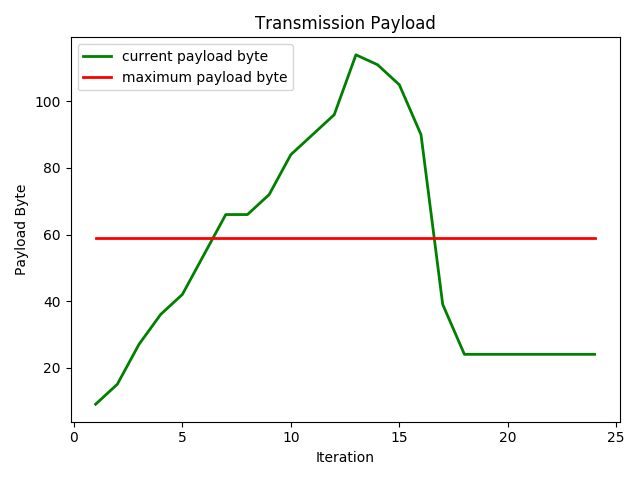 Transmission Payload
current payload byte
maximum payload byte
Payload Byte
100
80
60
40
20
0 5 10 15 20 25
Iteration